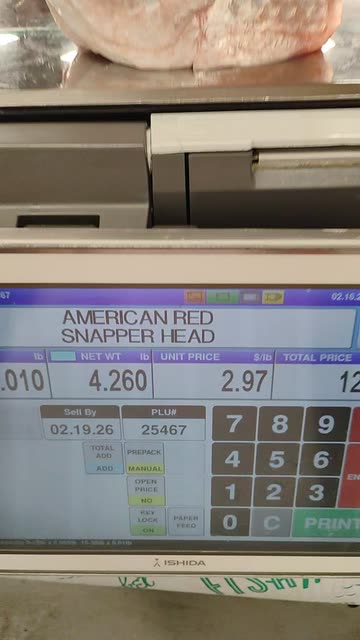 67
02.16.2
AMERICAN RED
SNAPPER HEAD
lb NET WT lb UNIT PRICE $/lb TOTAL PRICE
.010 4.260 2.97 12
Sell By PLU#
02.19.26 25467
7 8 9
TOTAL ADD PREPACK
ADD MANUAL
4 5 6
OPEN PRICE
NO
1 2 3
KEY LOCK PAPER FEED
ON
0 C PRINT
ISHIDA